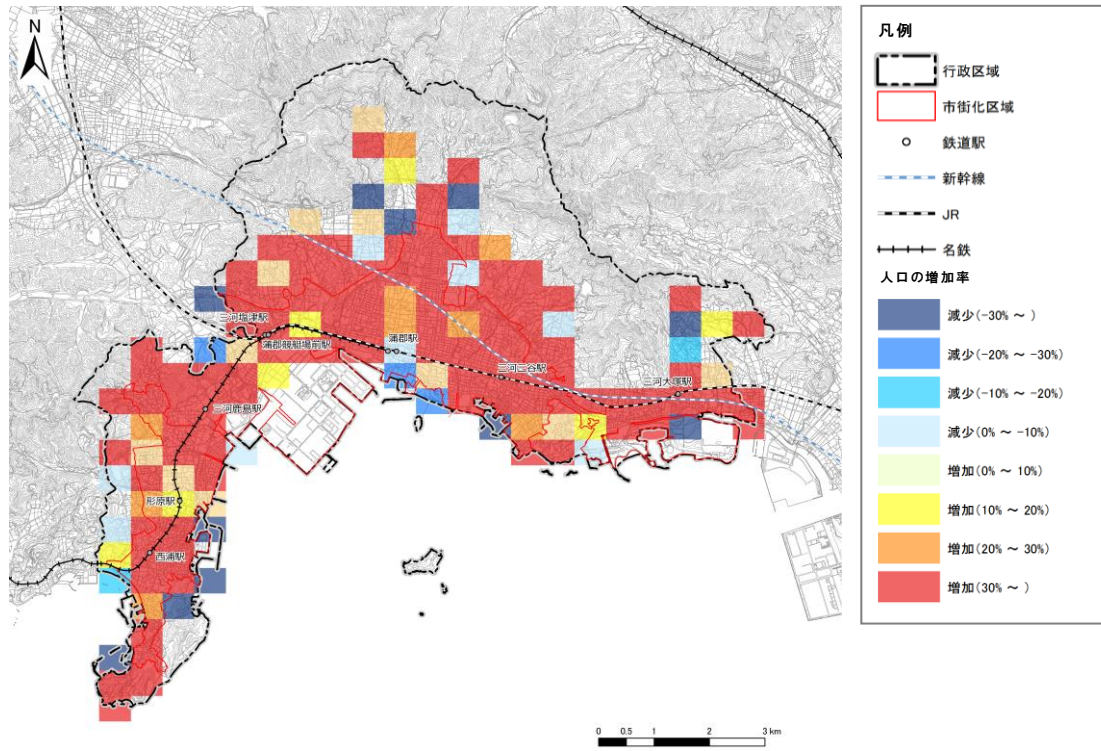 N
三河塩津駅
蒲郡競艇場前駅
蒲郡駅
三河三谷駅
三河大塚駅
三河鹿島駅
形原駅
西浦駅
0 0.5 1 2 3 km
凡例
行政区域
市街化区域
鉄道駅
新幹線
JR
名鉄
人口の増加率
減少(-30% ～ )
減少(-20% ～ -30%)
減少(-10% ～ -20%)
減少(0% ～ -10%)
増加(0% ～ 10%)
増加(10% ～ 20%)
増加(20% ～ 30%)
増加(30% ～ )